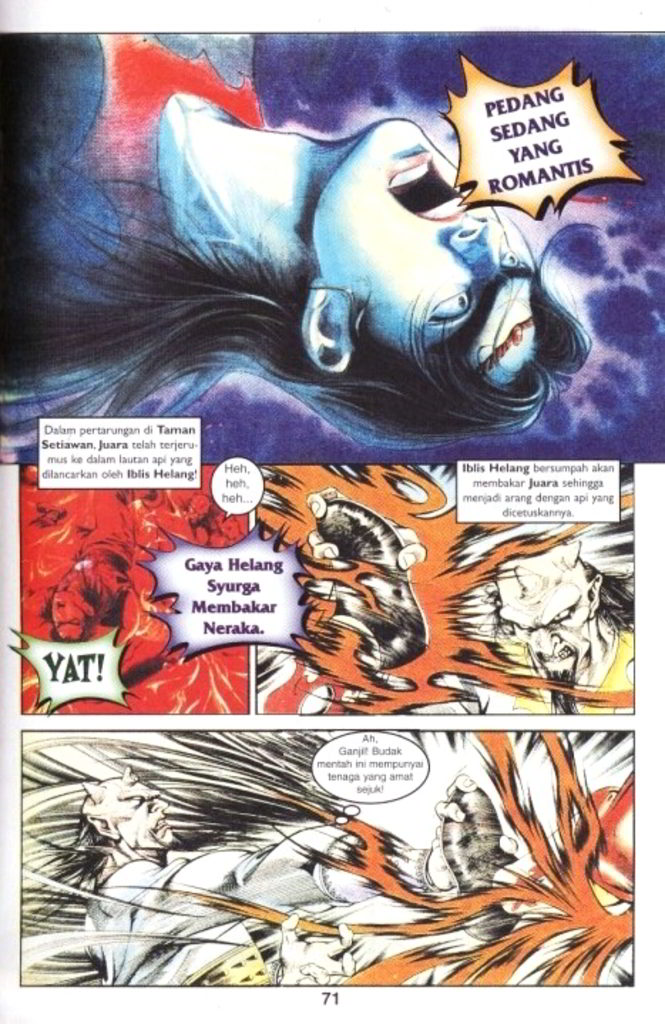 PEDANG
SEDANG
YANG
ROMANTIS
Dalam pertarungan di Taman
Setiawan, Juara telah terjeru-
mus ke dalam lautan api yang
dilancarkan oleh Iblis Helang!
Heh,
heh,
heh...
Iblis Helang bersumpah akan
membakar Juara sehingga
menjadi arang dengan api yang
dicetuskannya.
Gaya Helang
Syurga
Membakar
Neraka.
YAT!
Ah,
Ganjil! Budak
mentah ini mempunyai
tenaga yang amat
sejuk!
71